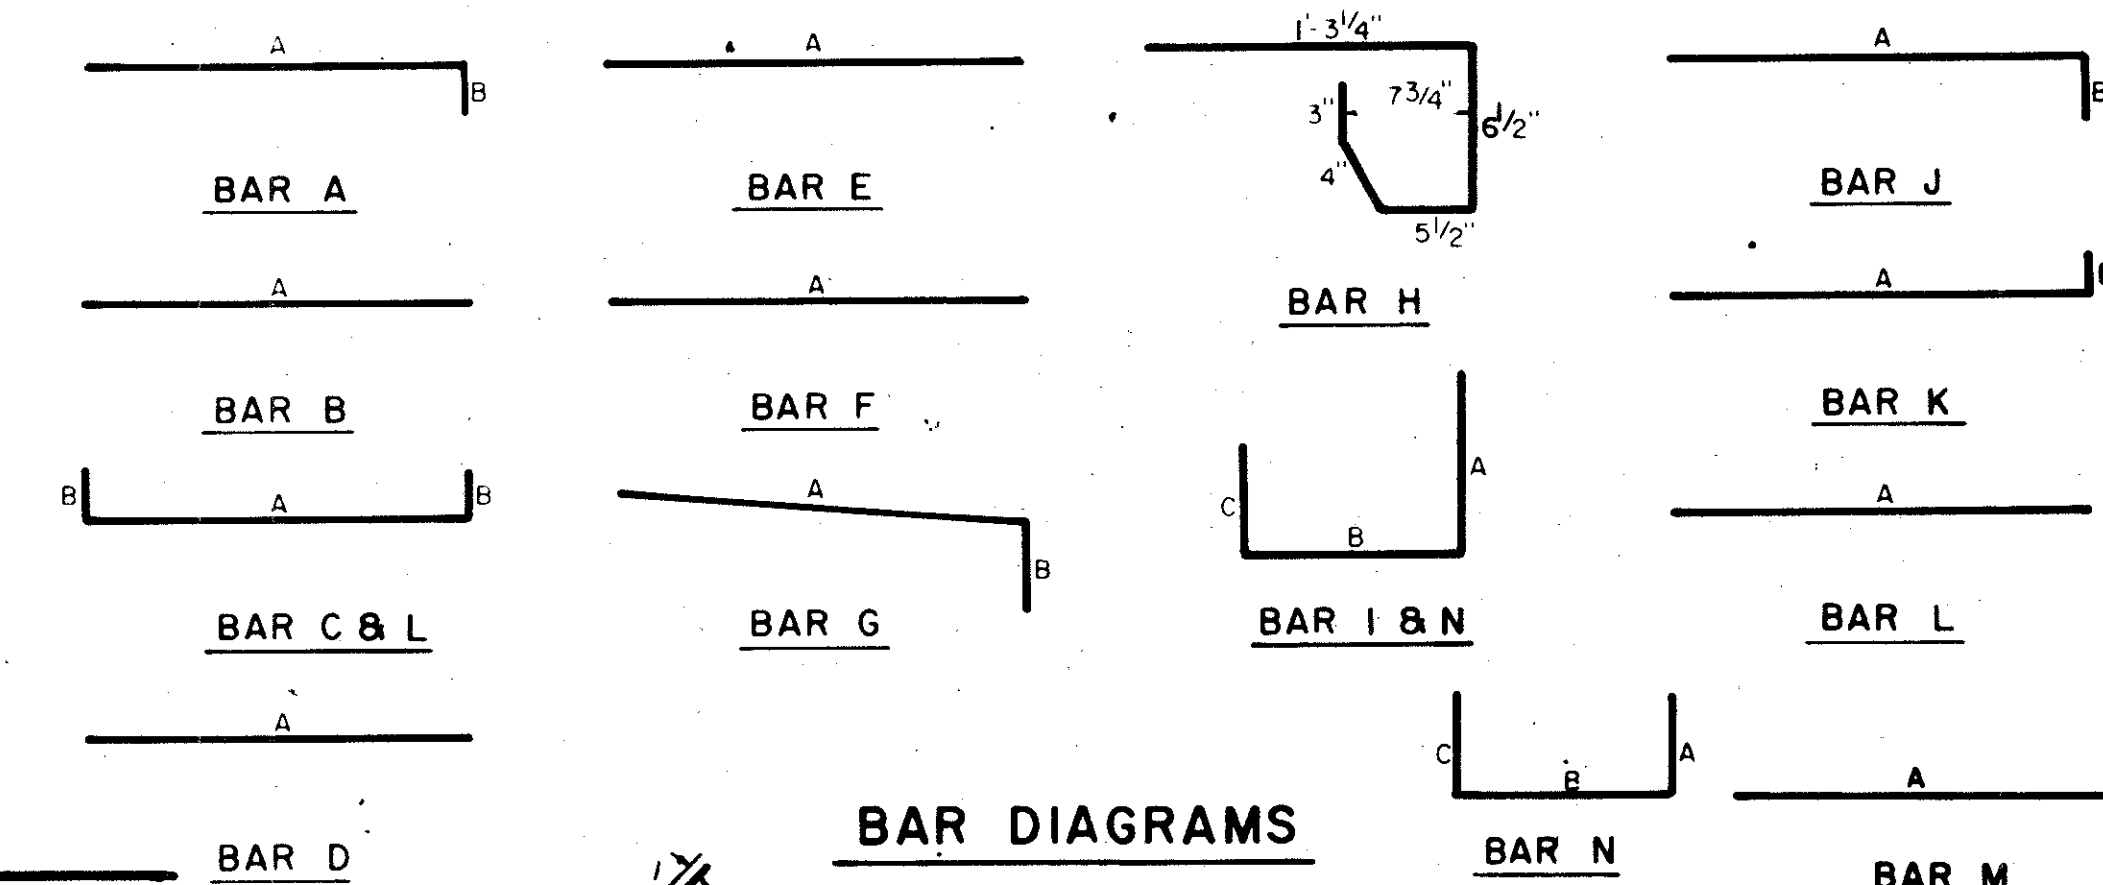 A
B
BAR A
A
BAR E
1'-3 1/4"
3"
7 3/4"
6 1/2"
4"
5 1/2"
BAR H
A
B
BAR J
A
BAR B
A
BAR F
A
BAR K
B
A
B
BAR C & L
A
B
BAR G
C
B
A
BAR I & N
A
BAR L
A
BAR D
BAR DIAGRAMS
C
B
A
BAR N
A
BAR M